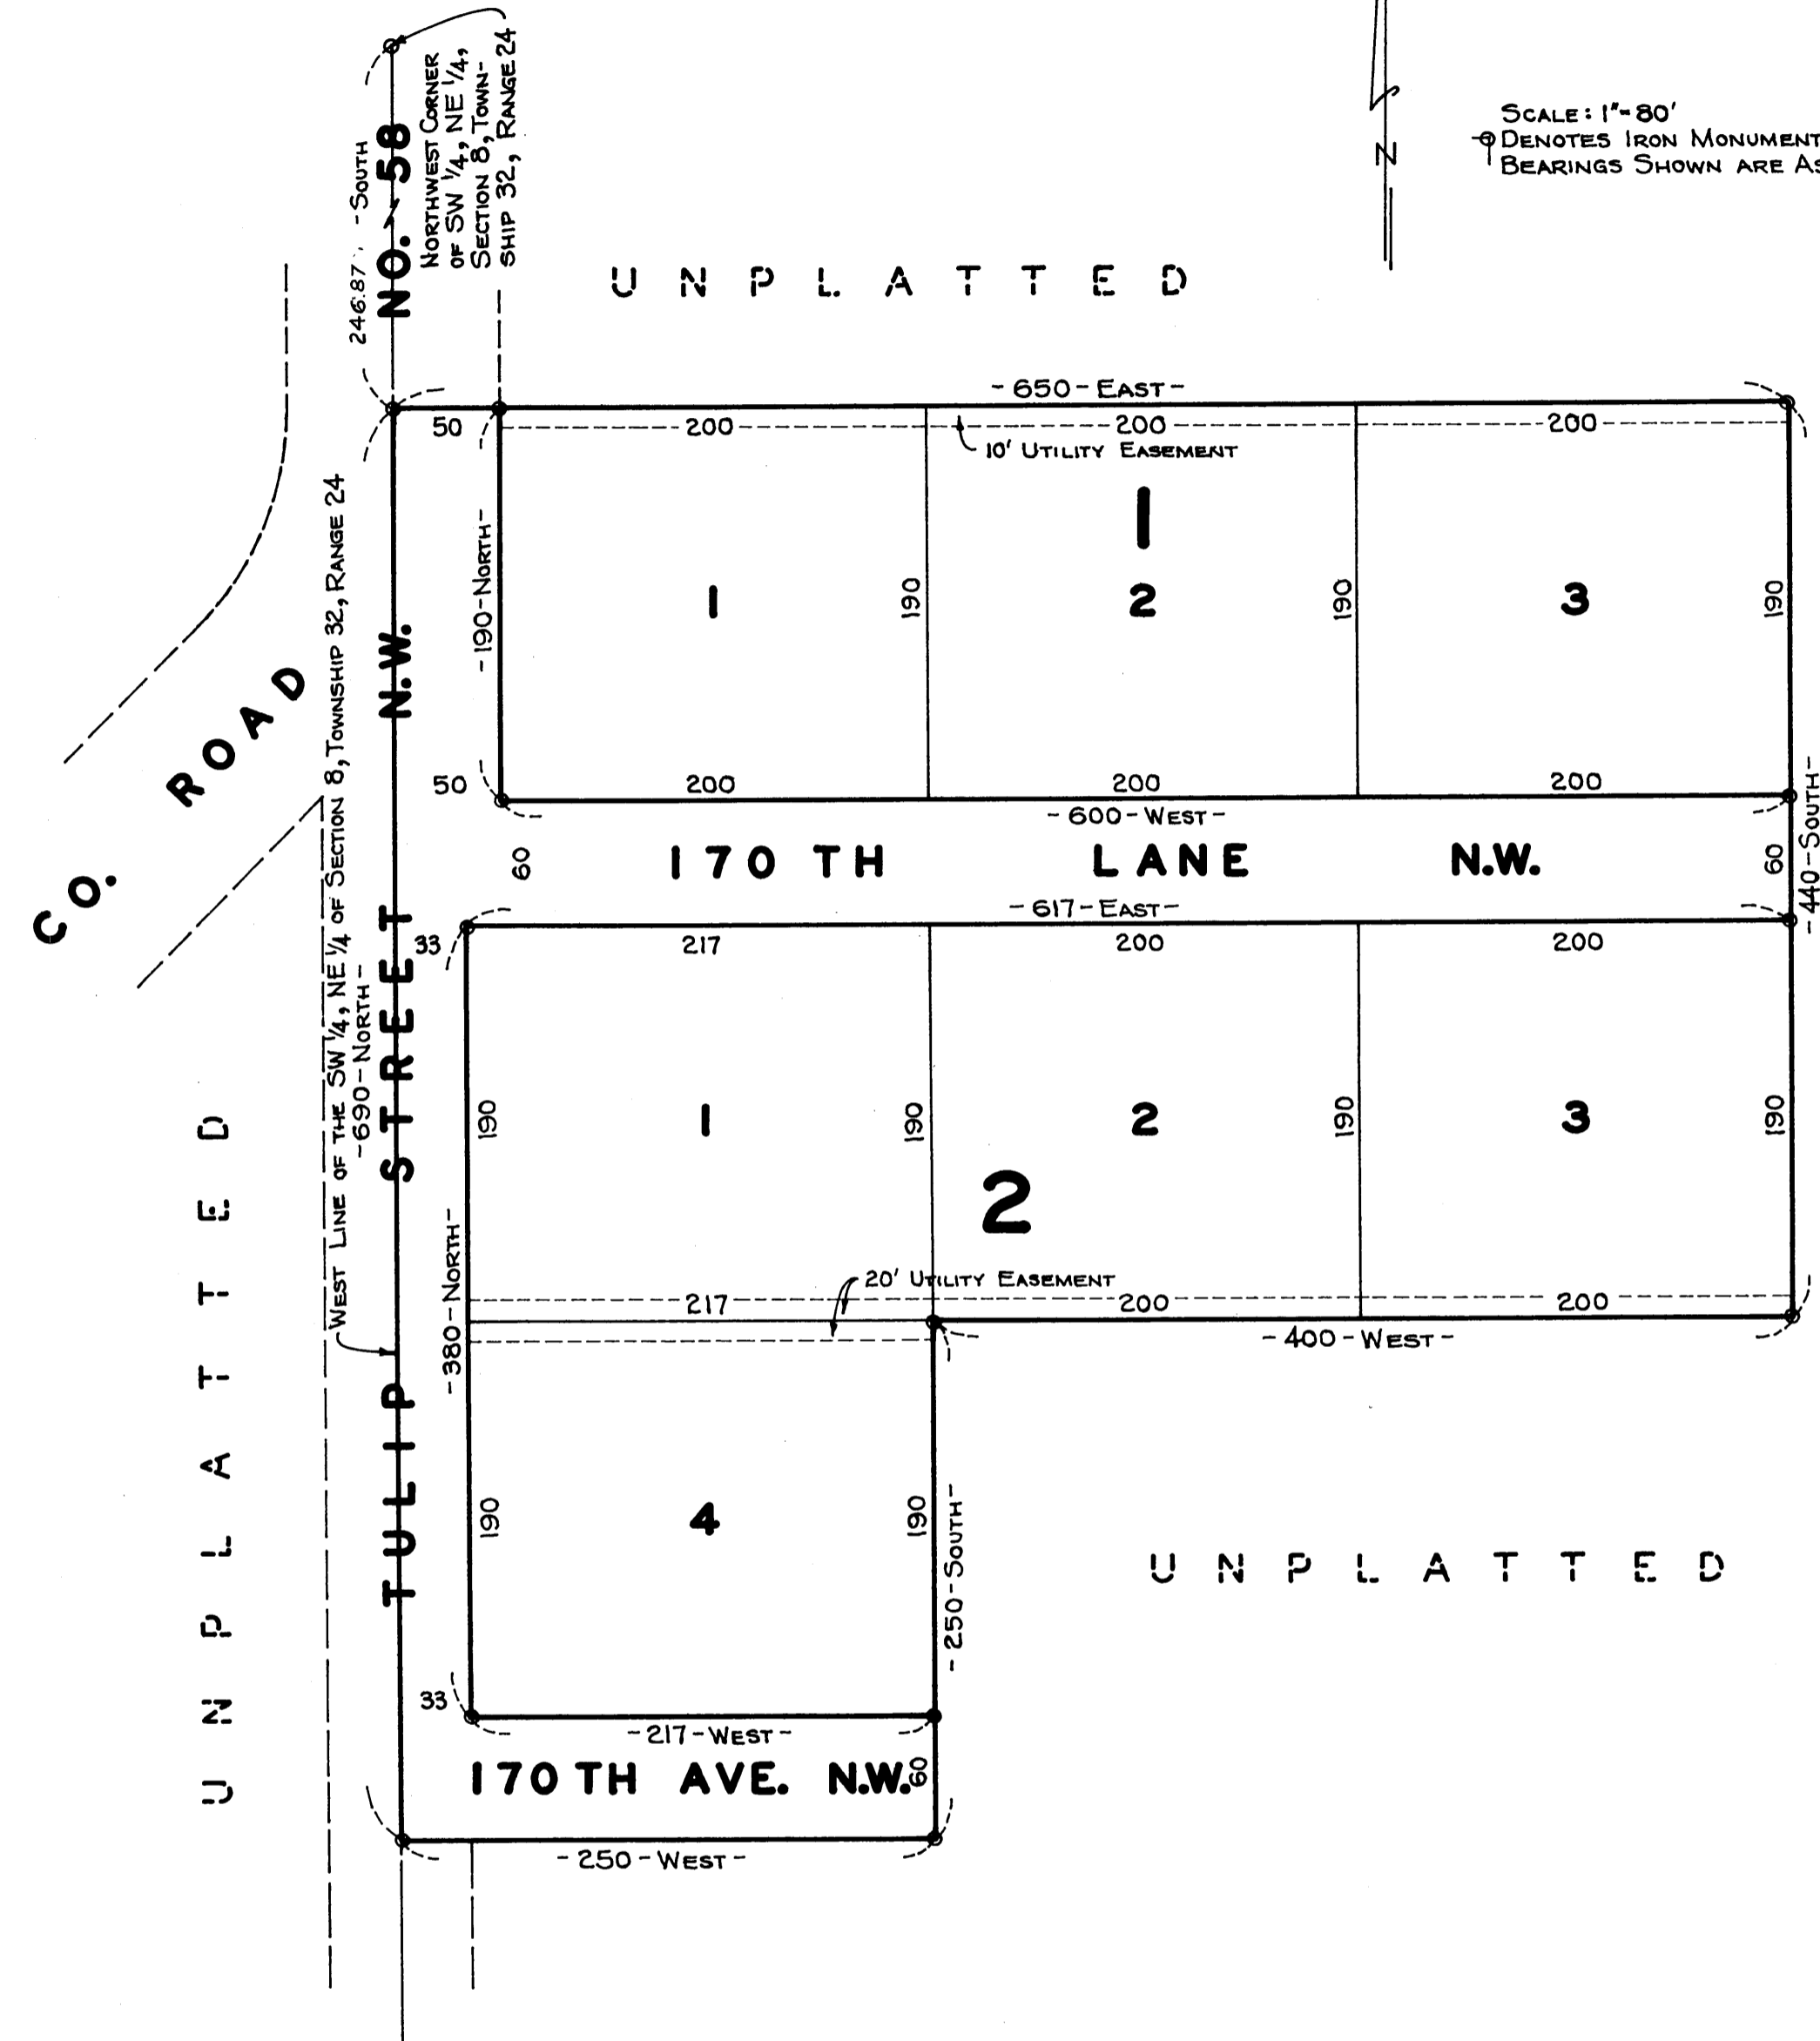 NORTHWEST CORNER
OF SW 1/4, NE 1/4,
SECTION 8, TOWN-
SHIP 32, RANGE 24
246.87 - SOUTH
NO. 58
N
SCALE: 1"=80'
DENOTES IRON MONUMENT
BEARINGS SHOWN ARE
UNPLATTED
- 650 - EAST -
50
200
200
200
10' UTILITY EASEMENT
1
- 190 - NORTH -
1
190
2
190
3
190
50
200
200
200
- 600 - WEST -
CO. ROAD
60
170 TH LANE N.W.
60
- 440 - SOUTH -
- 617 - EAST -
33
217
200
200
WEST LINE OF THE SW 1/4, NE 1/4 OF SECTION 8, TOWNSHIP 32, RANGE 24
- 690 - NORTH -
TULIP STREET N.W.
190
1
190
2
190
3
190
2
20' UTILITY EASEMENT
217
200
200
- 400 - WEST -
- 380 - NORTH -
UNPLATTED
190
4
190
- 250 - SOUTH -
UNPLATTED
33
- 217 - WEST -
170 TH AVE. N.W.
60
- 250 - WEST -